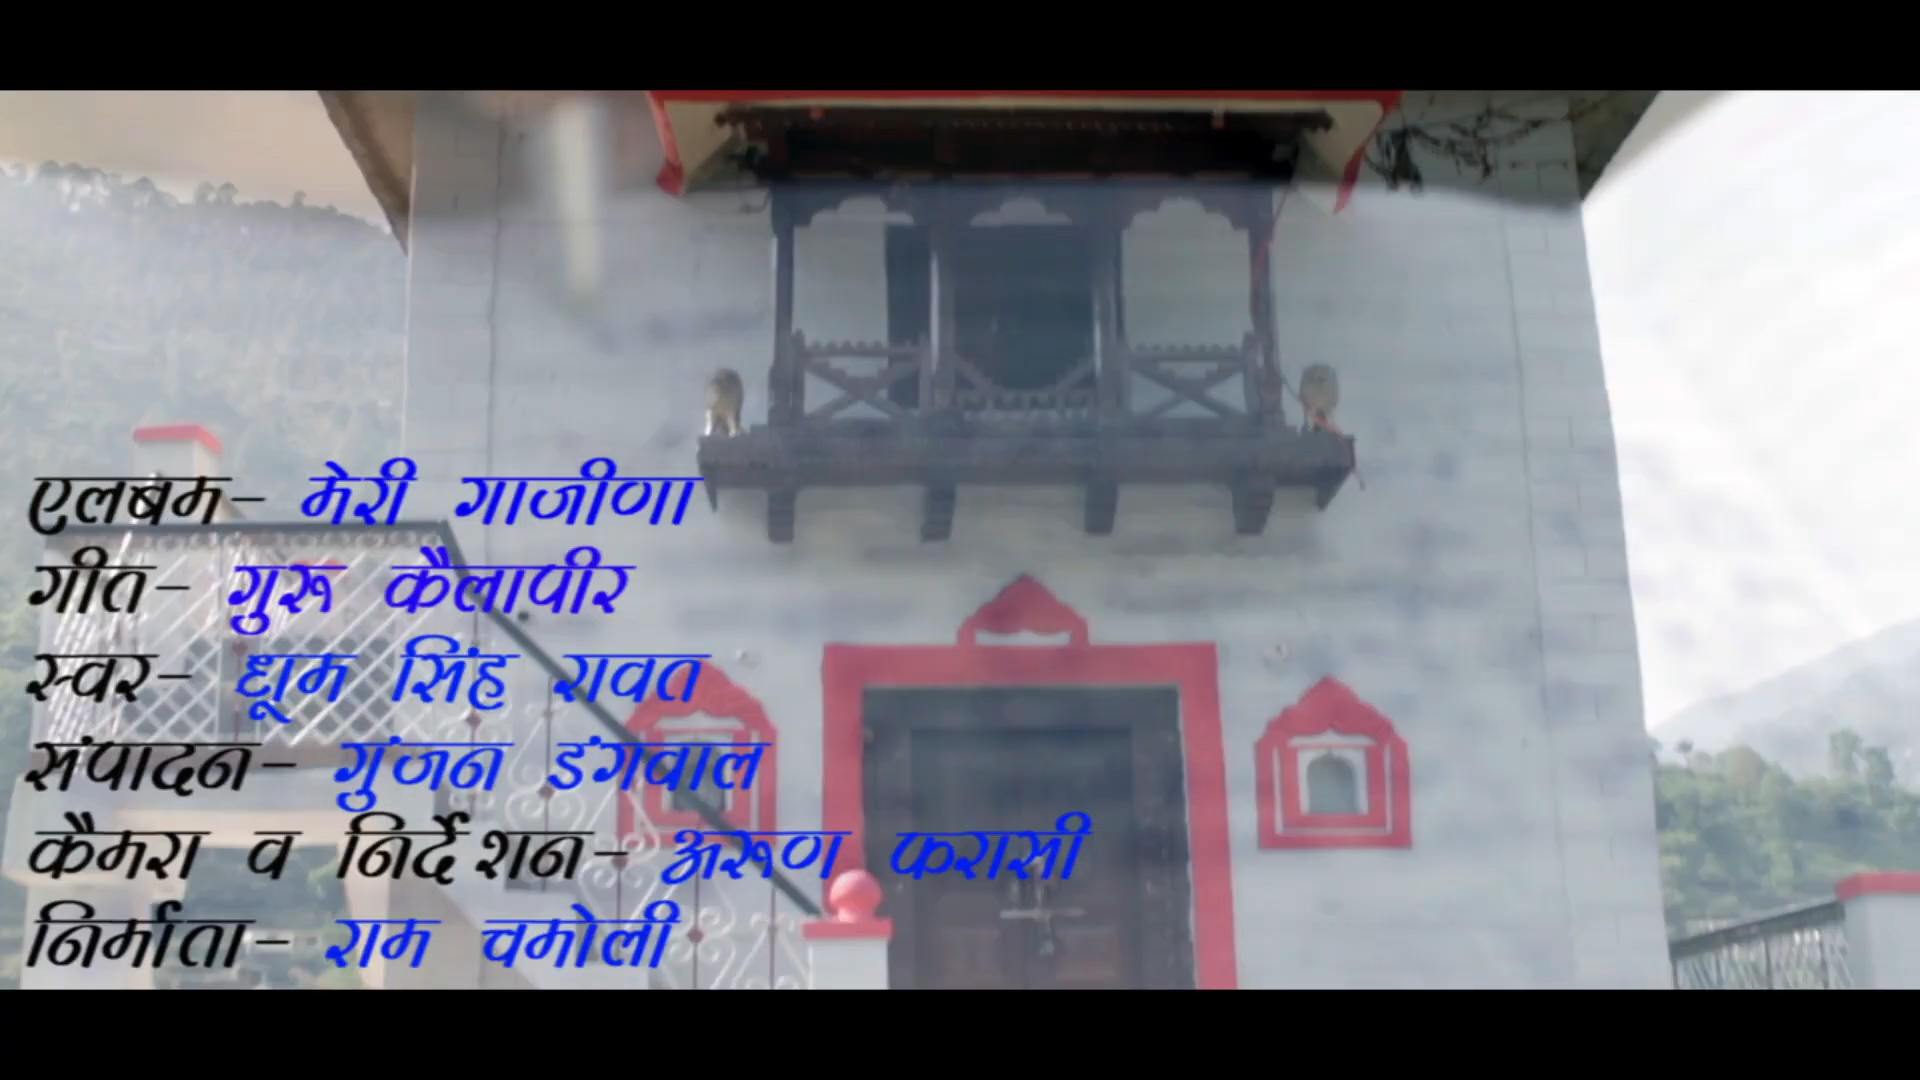 एलबम- मेरी गाजीणा
गीत- गुरू कैलापीर
स्वर- धूम सिंह रावत
संपादन- गुंजन डंगवाल
कैमरा व निर्देशन- अरूण फरासी
निर्माता- राम चमोली